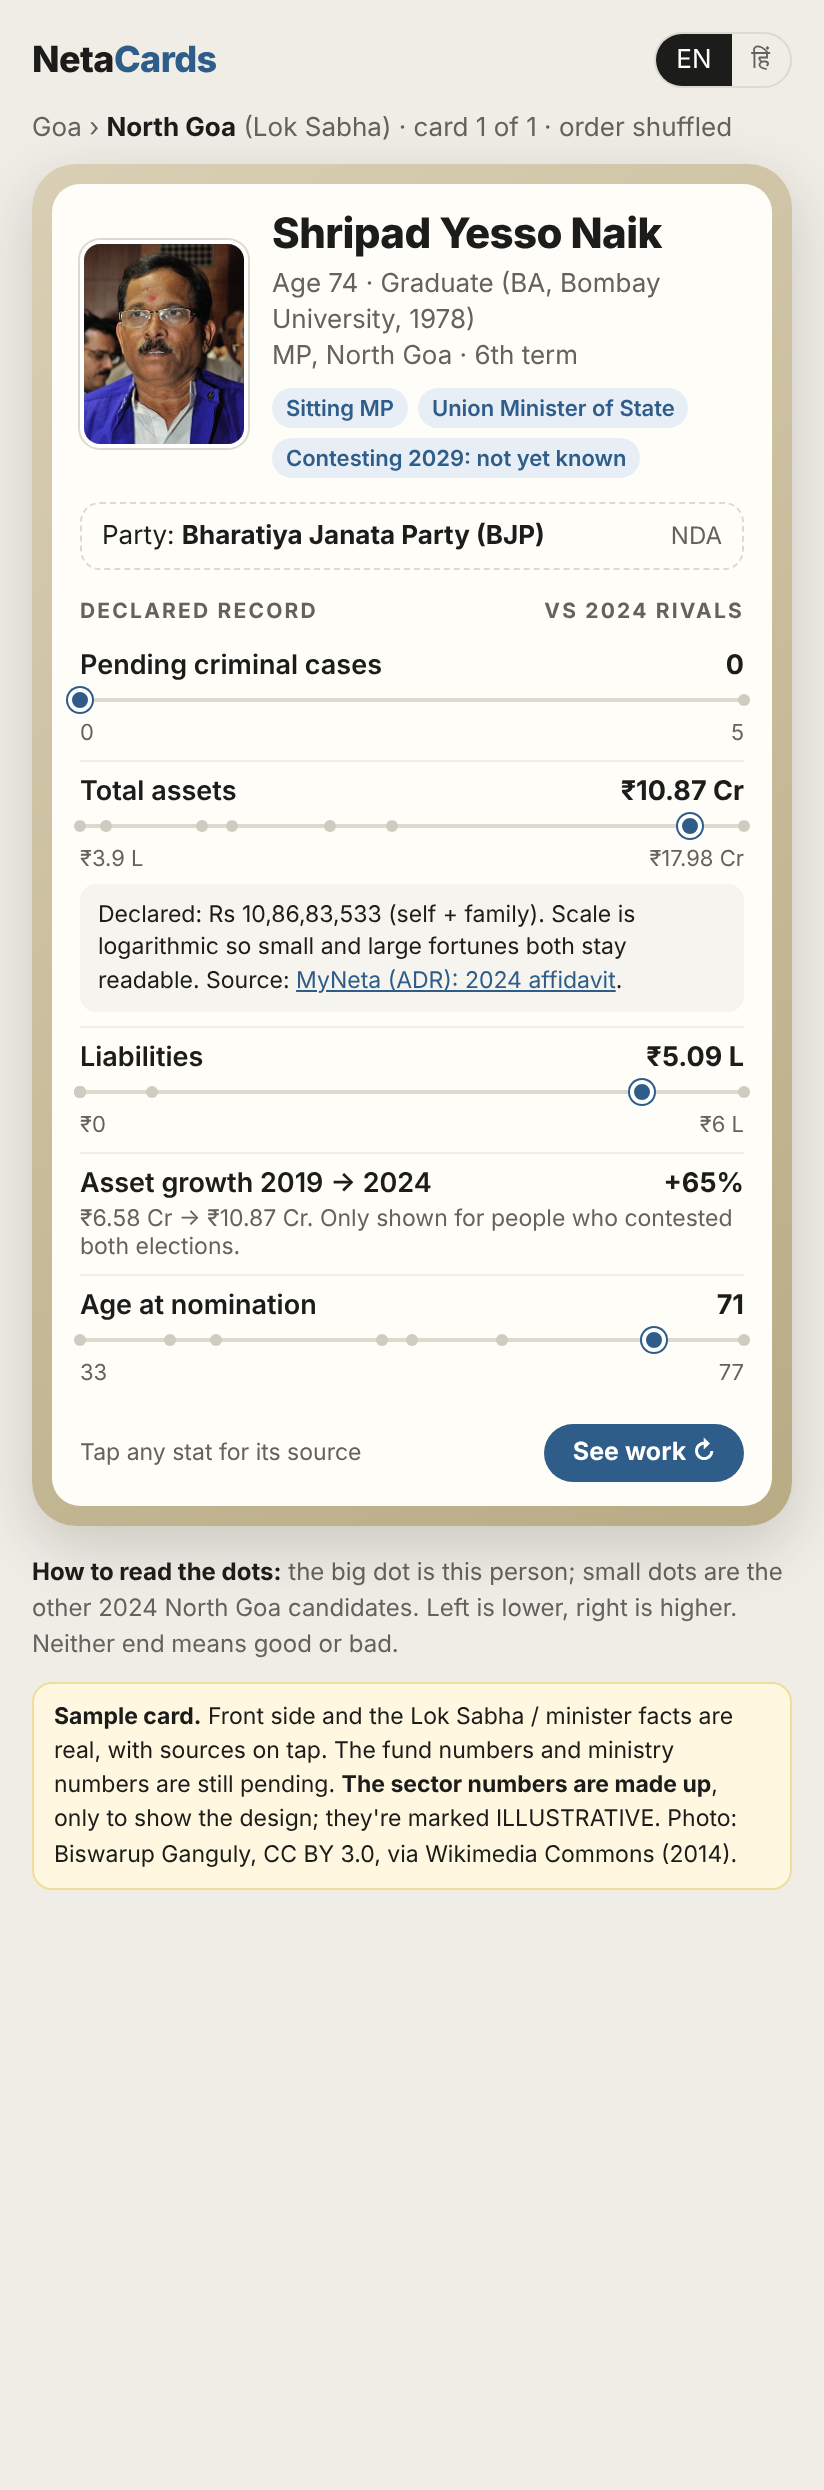 NetaCards
EN हिं
Goa › North Goa (Lok Sabha) · card 1 of 1 · order shuffled
Shripad Yesso Naik
Age 74 · Graduate (BA, Bombay
University, 1978)
MP, North Goa · 6th term
Sitting MP Union Minister of State
Contesting 2029: not yet known
Party: Bharatiya Janata Party (BJP) NDA
DECLARED RECORD VS 2024 RIVALS
Pending criminal cases 0
0 5
Total assets ₹10.87 Cr
₹3.9 L ₹17.98 Cr
Declared: Rs 10,86,83,533 (self + family). Scale is
logarithmic so small and large fortunes both stay
readable. Source: MyNeta (ADR): 2024 affidavit.
Liabilities ₹5.09 L
₹0 ₹6 L
Asset growth 2019 → 2024 +65%
₹6.58 Cr → ₹10.87 Cr. Only shown for people who contested
both elections.
Age at nomination 71
33 77
Tap any stat for its source See work ↻
How to read the dots: the big dot is this person; small dots are the
other 2024 North Goa candidates. Left is lower, right is higher.
Neither end means good or bad.
Sample card. Front side and the Lok Sabha / minister facts are
real, with sources on tap. The fund numbers and ministry
numbers are still pending. The sector numbers are made up,
only to show the design; they're marked ILLUSTRATIVE. Photo:
Biswarup Ganguly, CC BY 3.0, via Wikimedia Commons (2014).